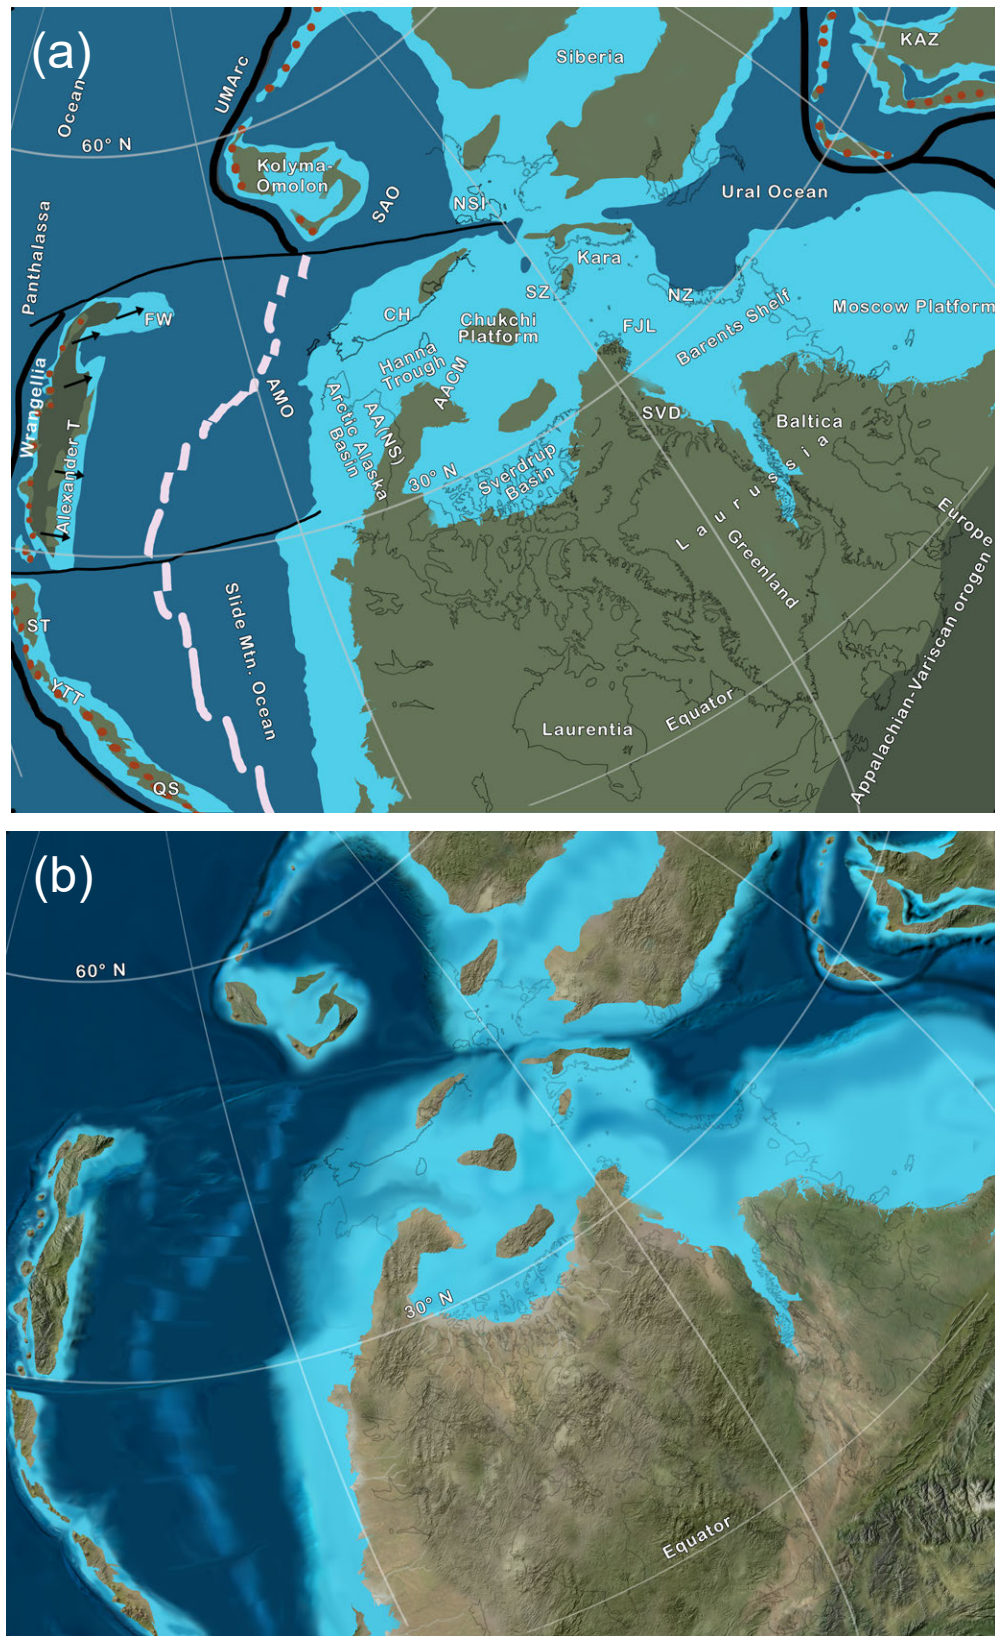 (a)
Ocean
60° N
UMArc
Siberia
KAZ
Kolyma-
Omolon
SAO
NSI
Ural Ocean
Panthalassa
Kara
FW
CH
SZ
NZ
Chukchi
Platform
FJL
Barents Shelf
Moscow Platform
Hanna
Trough
AACM
AMO
Wrangellia
Alexander T
Arctic Alaska
Basin
AA(NS)
30° N
Sverdrup
Basin
SVD
Baltica
Laurussia
Greenland
Europe
Appalachian-Variscan orogen
Slide Mtn. Ocean
ST
YTT
QS
Laurentia
Equator
(b)
60° N
30° N
Equator